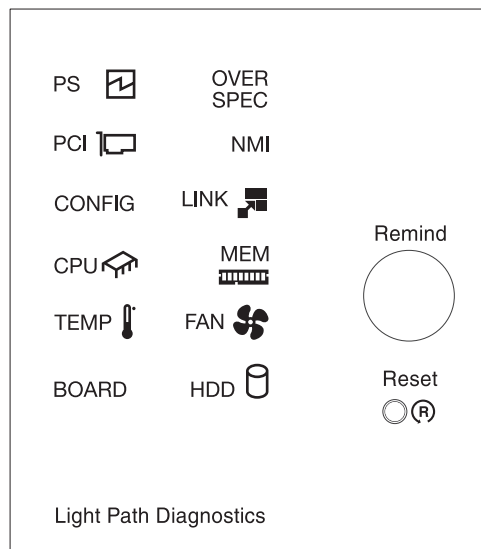 PS OVER
SPEC
PCI NMI
CONFIG LINK
Remind
CPU MEM
TEMP FAN
Reset
BOARD HDD
R
Light Path Diagnostics